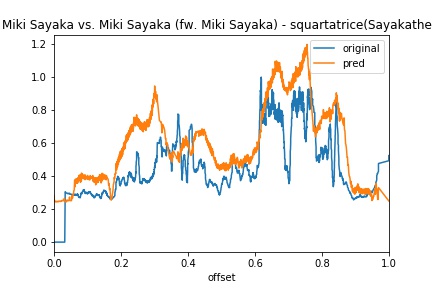 Miki Sayaka vs. Miki Sayaka (fw. Miki Sayaka) - squartatrice(Sayakathe
1.2
1.0
0.8
0.6
0.4
0.2
0.0
original
pred
0.0 0.2 0.4 0.6 0.8 1.0
offset